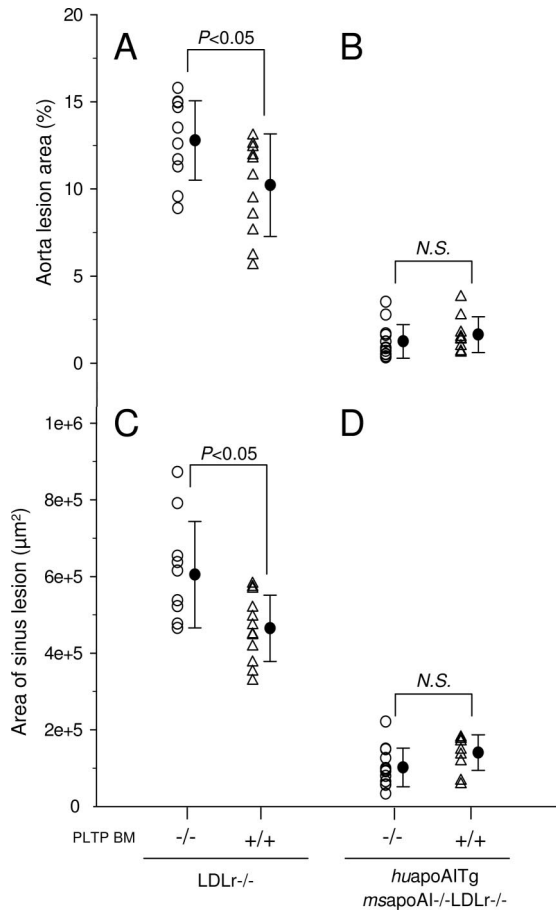 20
A
P<0.05
B
15
Aorta lesion area (%)
10
N.S.
5
0
C
D
1e+6
P<0.05
8e+5
Area of sinus lesion (µm²)
6e+5
4e+5
N.S.
2e+5
0
PLTP BM -/- +/+ -/- +/+
LDLr-/- huapoAITg
msapoAI-/-LDLr-/-